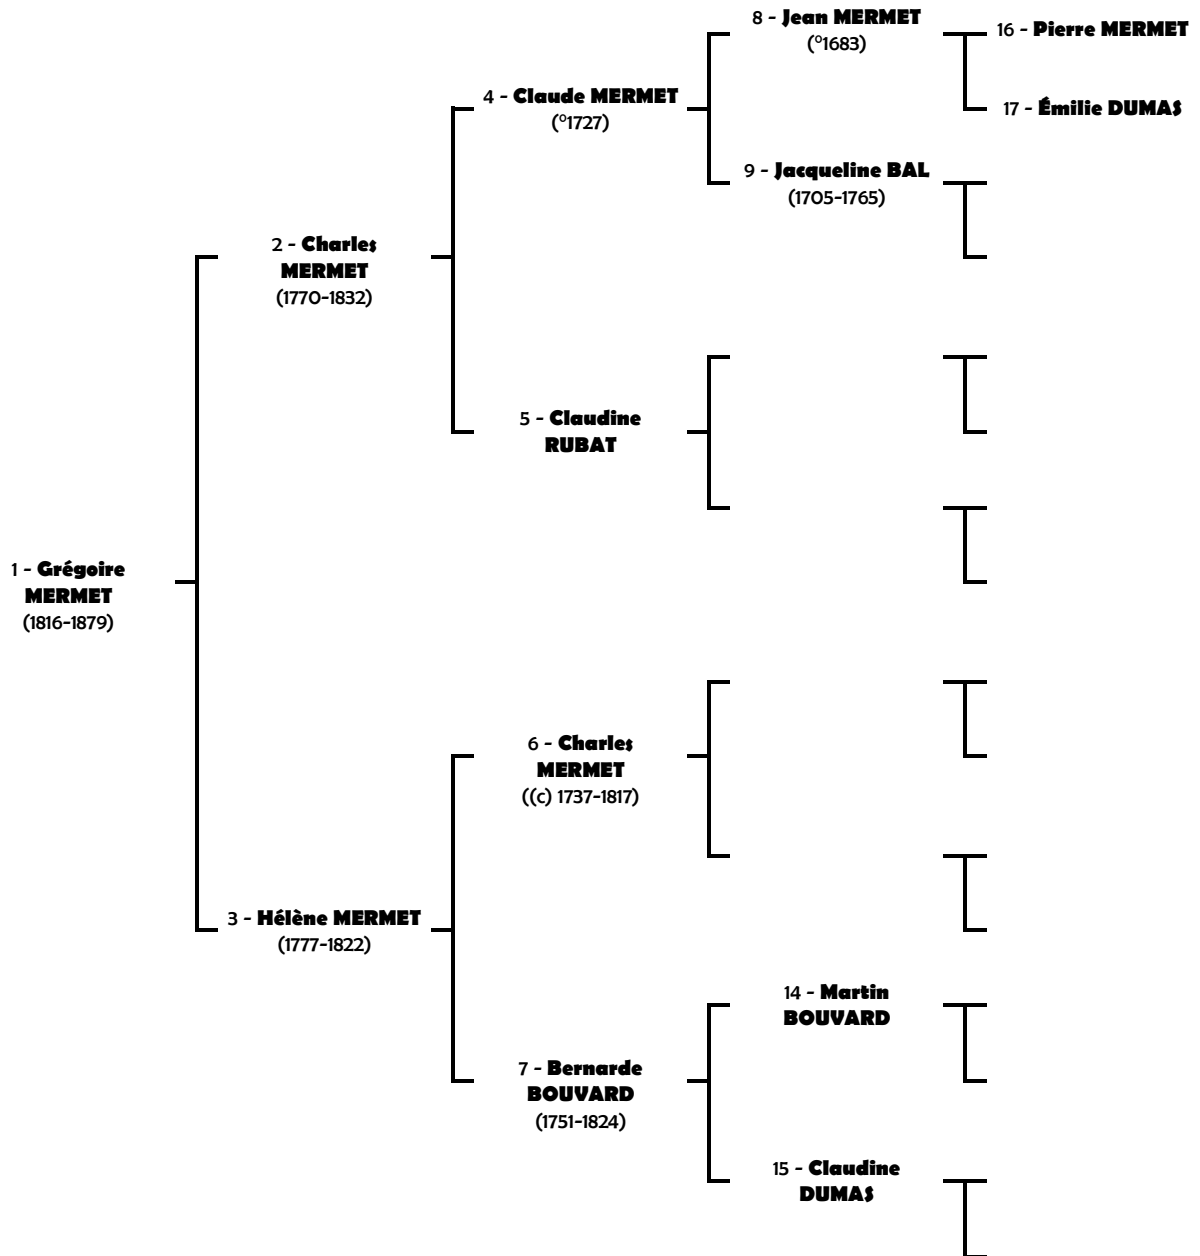 8 - Jean MERMET
(°1683)
16 - Pierre MERMET
4 - Claude MERMET
(°1727)
17 - Émilie DUMAS
9 - Jacqueline BAL
(1705-1765)
2 - Charles
MERMET
(1770-1832)
5 - Claudine
RUBAT
1 - Grégoire
MERMET
(1816-1879)
6 - Charles
MERMET
((c) 1737-1817)
3 - Hélène MERMET
(1777-1822)
14 - Martin
BOUVARD
7 - Bernarde
BOUVARD
(1751-1824)
15 - Claudine
DUMAS